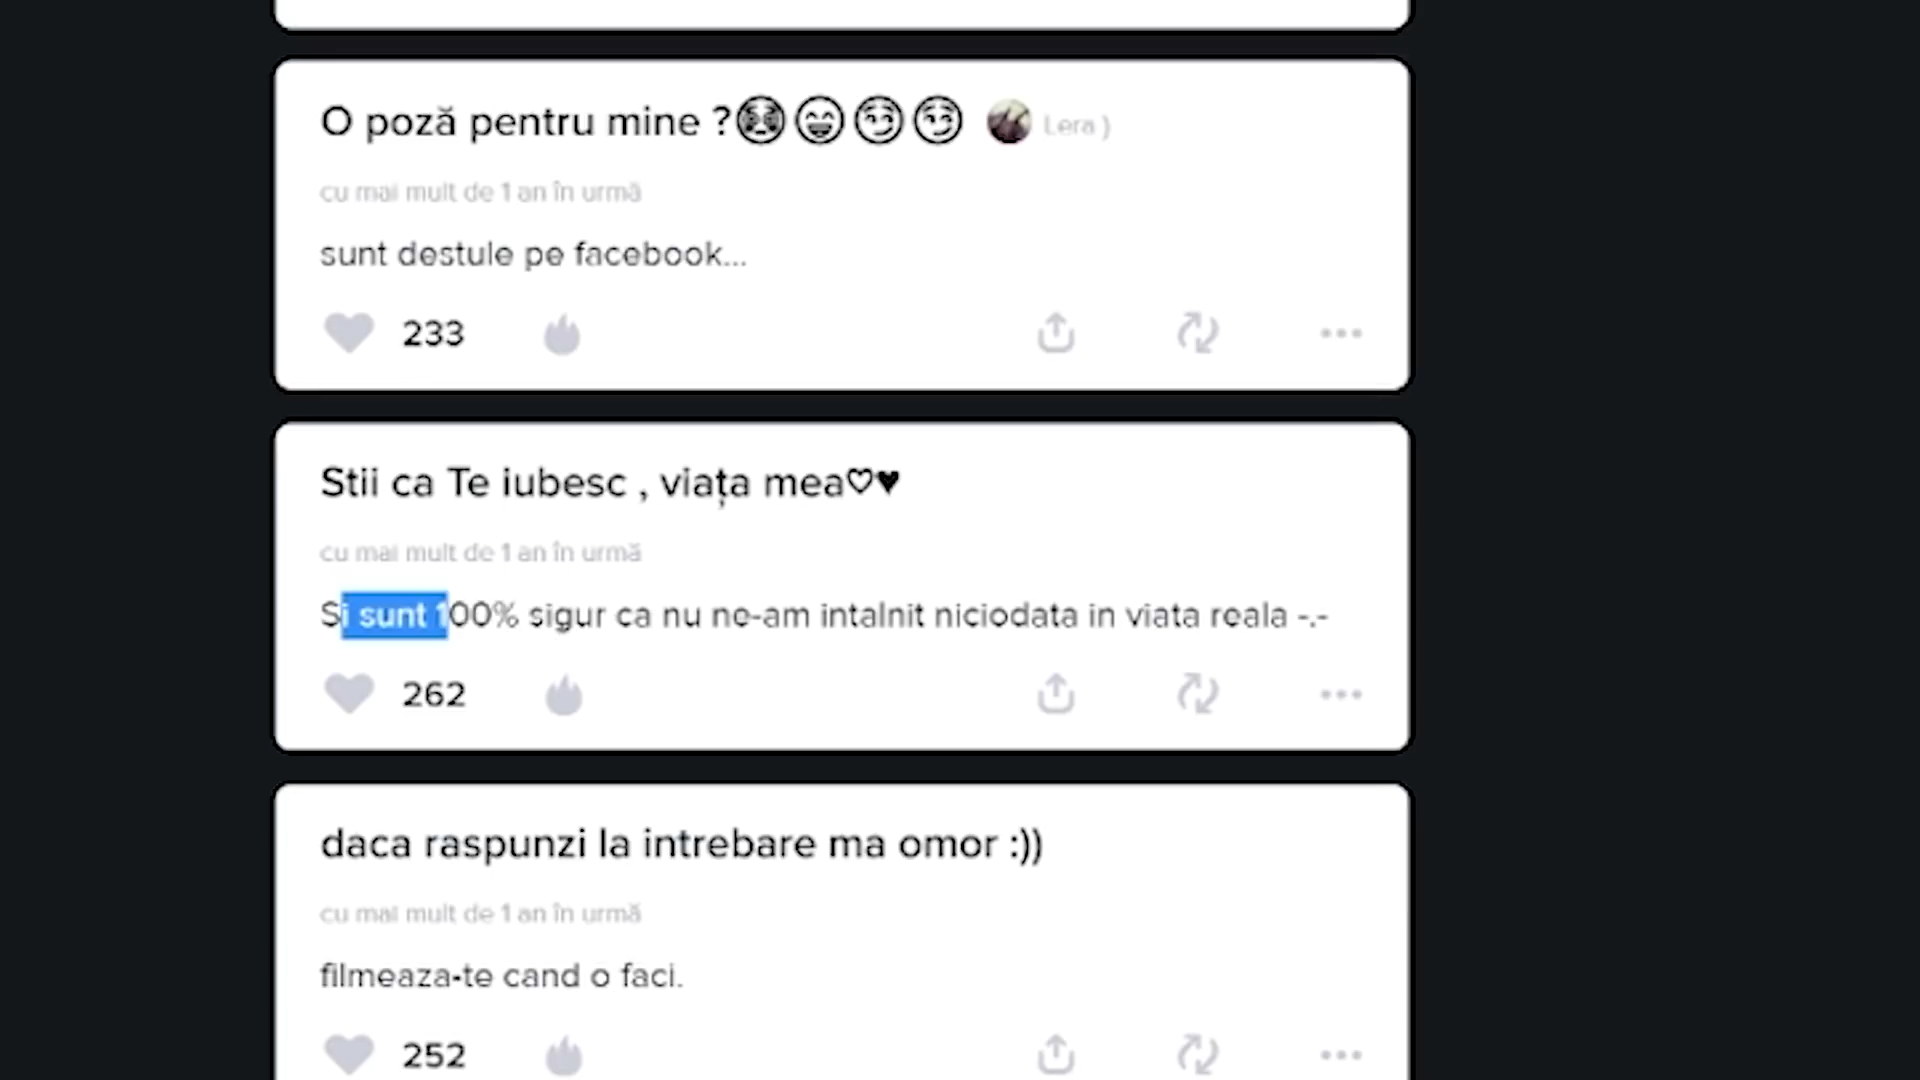 O poză pentru mine ?😩😄😏😏 Lera )
cu mai mult de 1 an în urmă
sunt destule pe facebook...
233
Stii ca Te iubesc , viața mea♡♥
cu mai mult de 1 an în urmă
Si sunt 100% sigur ca nu ne-am intalnit niciodata in viata reala -.-
262
daca raspunzi la intrebare ma omor :))
cu mai mult de 1 an în urmă
filmeaza-te cand o faci.
252